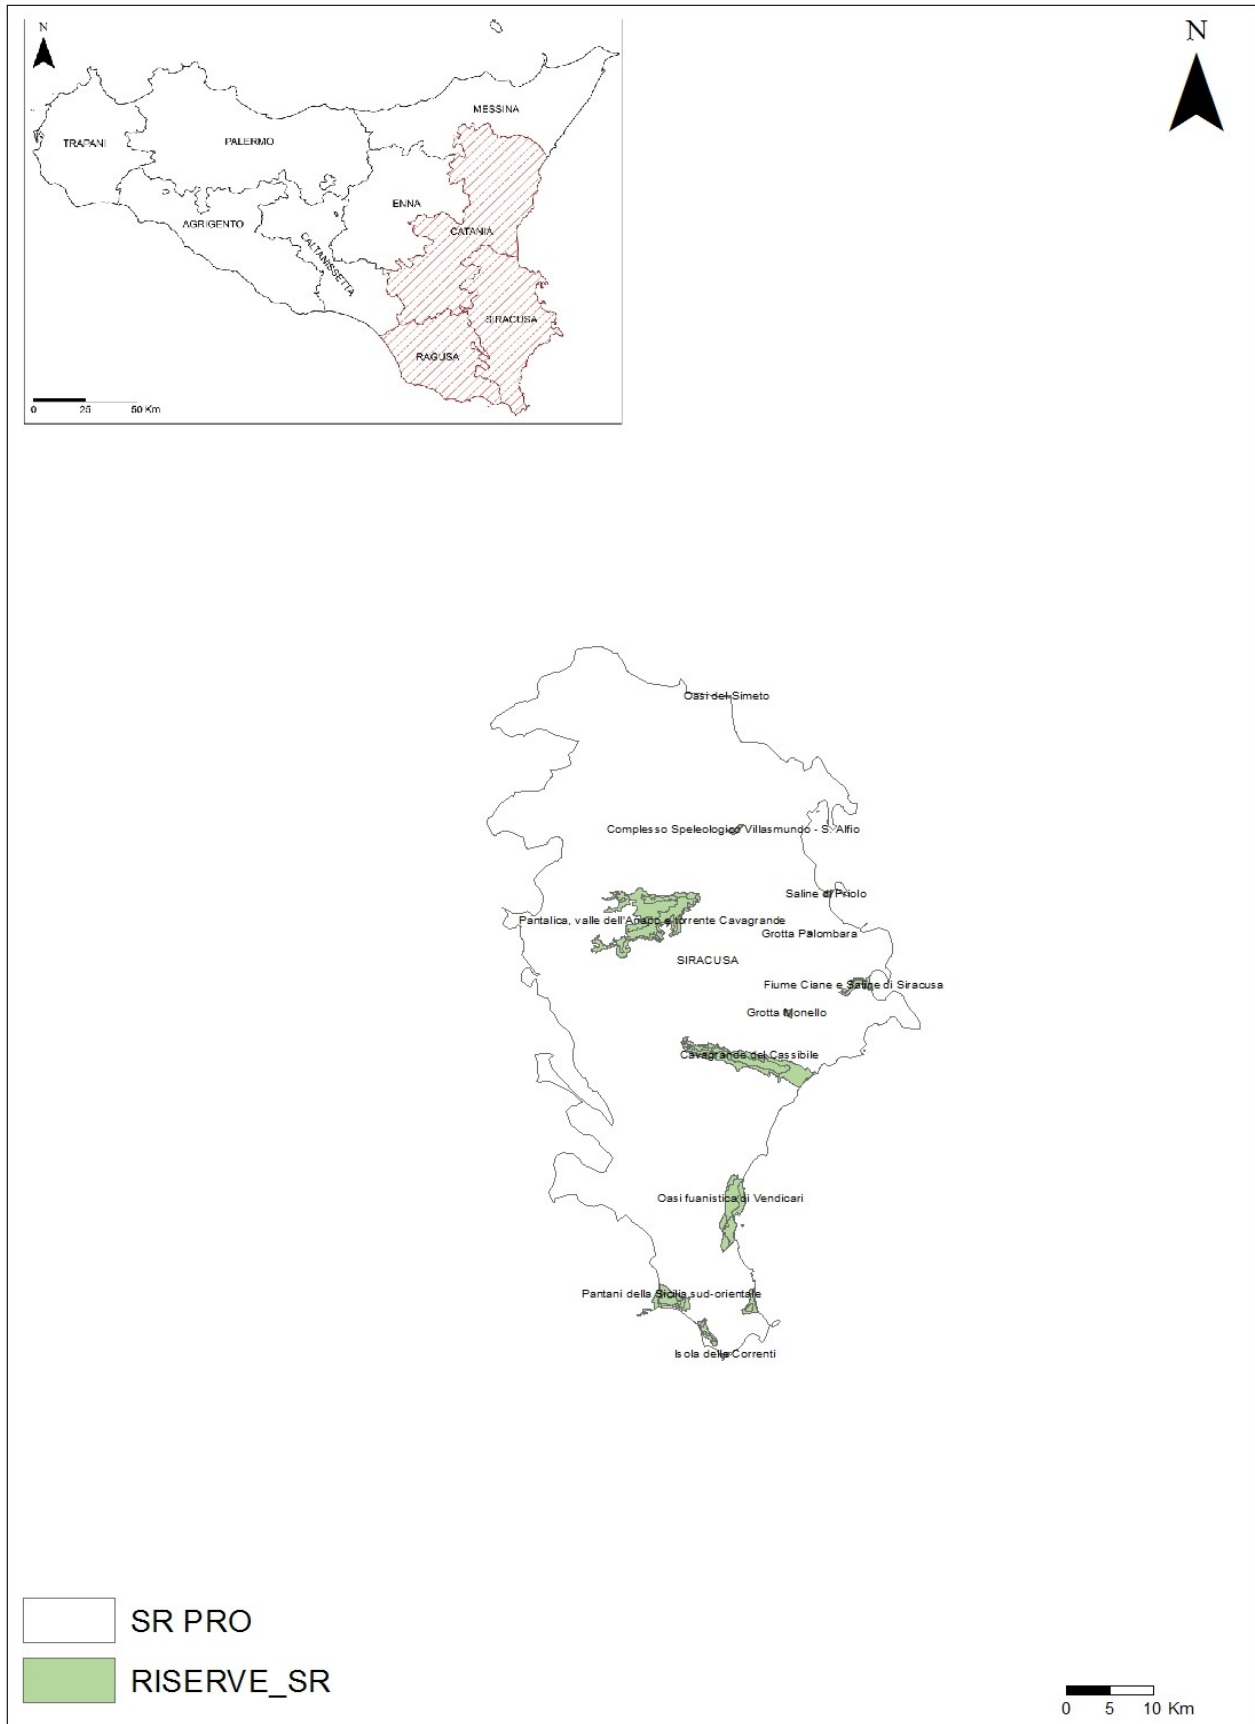 N
N
MESSINA
TRAPANI
PALERMO
ENNA
AGRIGENTO
CATANIA
CALTANISSETTA
SIRACUSA
RAGUSA
0 25 50 Km
Oasi del Simeto
Complesso Speleologico Villasmundo - S. Alfio
Saline di Priolo
Pantalica, valle dell'Anapo e torrente Cavagrande
Grotta Palombara
SIRACUSA
Fiume Ciane e Saline di Siracusa
Grotta Monello
Cavagrande del Cassibile
Oasi fuanistica di Vendicari
Pantani della Sicilia sud-orientale
Isola delle Correnti
SR PRO
RISERVE_SR
0 5 10 Km